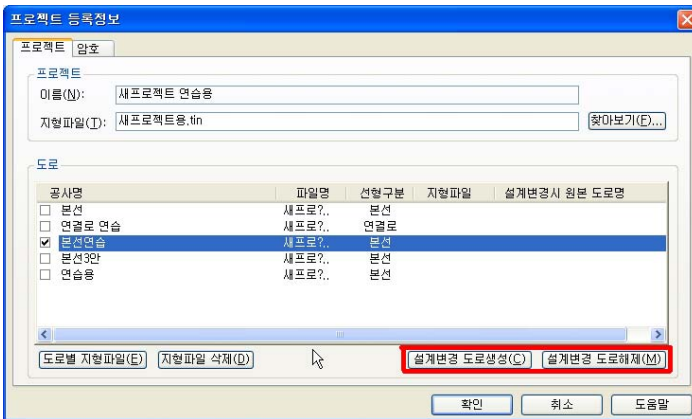 프로젝트 등록정보
프로젝트 암호
프로젝트
이름(N): 새프로젝트 연습용
지형파일(T): 새프로젝트용.tin 찾아보기(F)...
도로
공사명 파일명 선형구분 지형파일 설계변경시 원본 도로명
본선 새프로?.. 본선
연결로 연습 새프로?.. 연결로
본선연습 새프로?.. 본선
본선3안 새프로?.. 본선
연습용 새프로?.. 본선
도로별 지형파일(E) 지형파일 삭제(D) 설계변경 도로생성(C) 설계변경 도로해제(M)
확인 취소 도움말